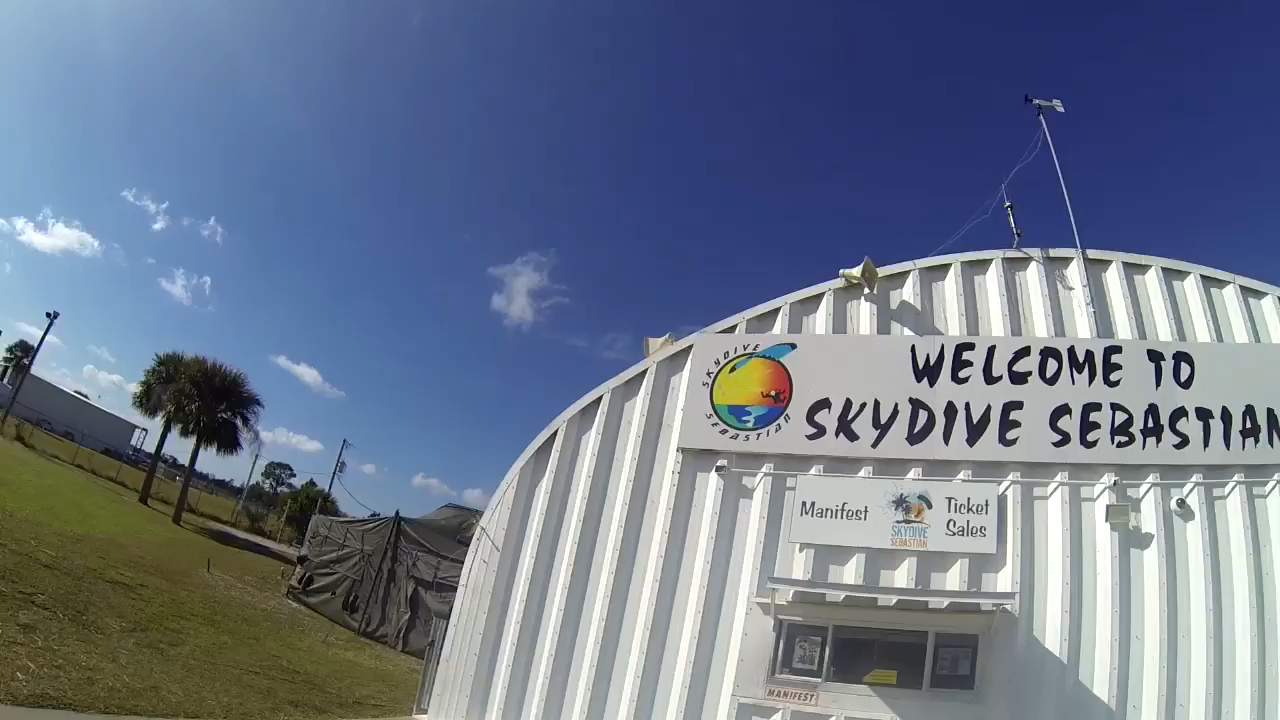 SKYDIVE
SEBASTIAN
WELCOME TO
SKYDIVE SEBASTIAN
Manifest
SKYDIVE
SEBASTIAN
Ticket
Sales
MANIFEST